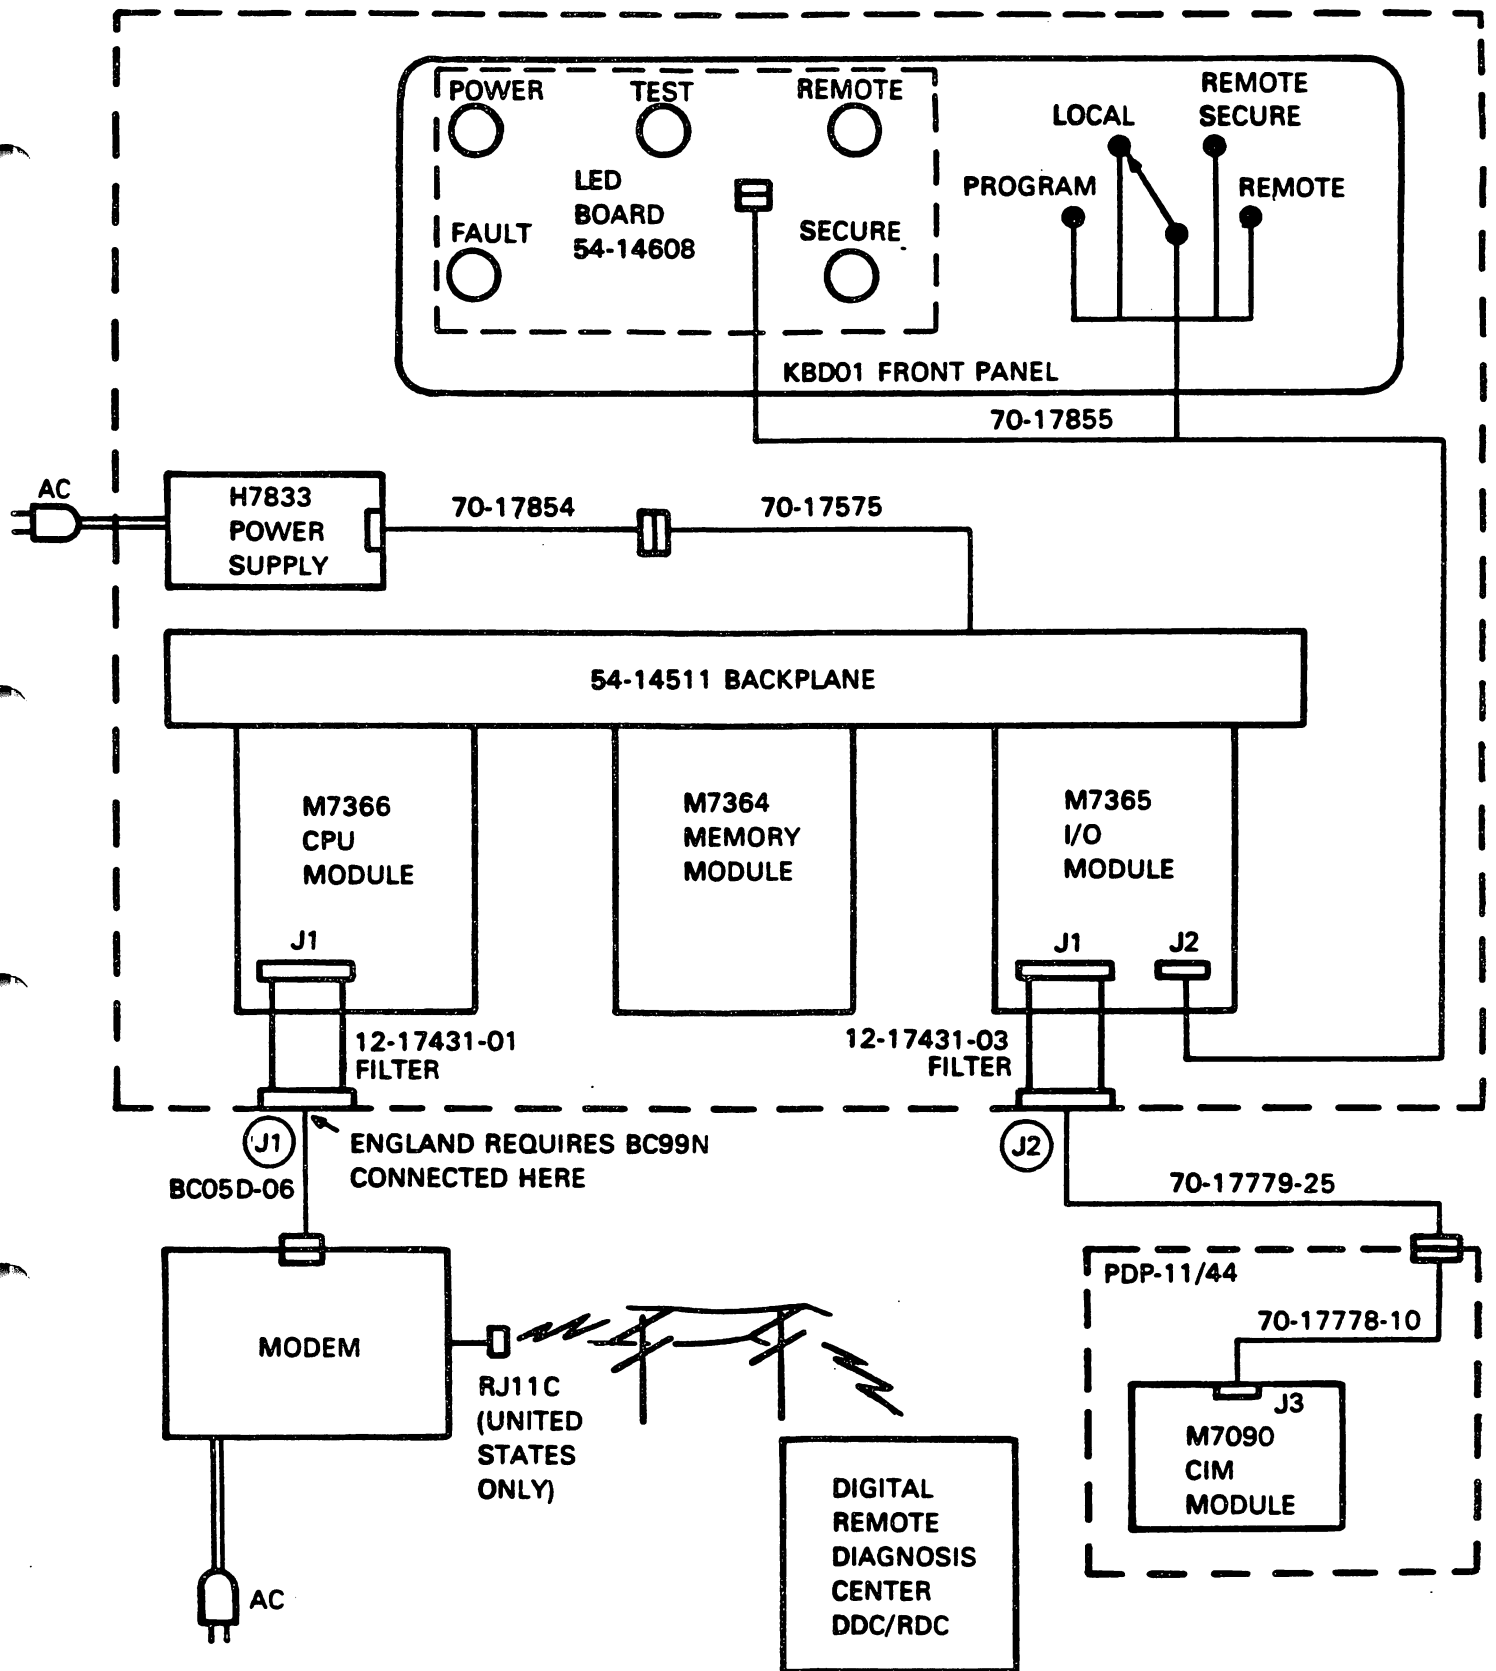 POWER
TEST
REMOTE
LED
BOARD
54-14608
FAULT
SECURE
LOCAL
REMOTE
SECURE
PROGRAM
REMOTE
KBD01 FRONT PANEL
70-17855
AC
H7833
POWER
SUPPLY
70-17854
70-17575
54-14511 BACKPLANE
M7366
CPU
MODULE
J1
M7364
MEMORY
MODULE
M7365
I/O
MODULE
J1
J2
12-17431-01
FILTER
12-17431-03
FILTER
J1
ENGLAND REQUIRES BC99N
CONNECTED HERE
BC05D-06
J2
70-17779-25
PDP-11/44
70-17778-10
J3
M7090
CIM
MODULE
MODEM
RJ11C
(UNITED
STATES
ONLY)
AC
DIGITAL
REMOTE
DIAGNOSIS
CENTER
DDC/RDC